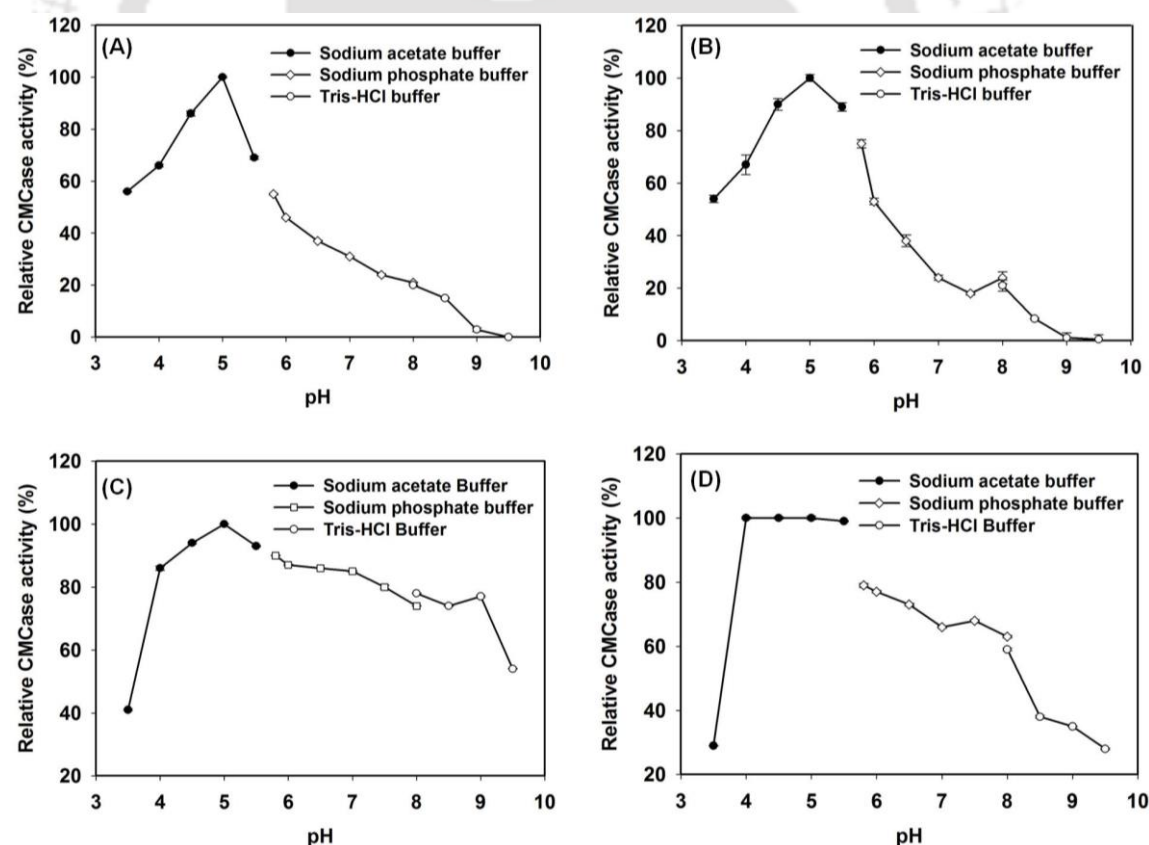 (A)
Sodium acetate buffer
Sodium phosphate buffer
Tris-HCl buffer
Relative CMCase activity (%)
120
100
80
60
40
20
0
3 4 5 6 7 8 9 10
pH
(B)
Sodium acetate buffer
Sodium phosphate buffer
Tris-HCl buffer
Relative CMCase activity (%)
120
100
80
60
40
20
0
3 4 5 6 7 8 9 10
pH
(C)
Sodium acetate Buffer
Sodium phosphate buffer
Tris-HCl Buffer
Relative CMCase activity (%)
120
100
80
60
40
20
3 4 5 6 7 8 9 10
pH
(D)
Sodium acetate buffer
Sodium phosphate buffer
Tris-HCl Buffer
Relative CMCase activity (%)
120
100
80
60
40
20
3 4 5 6 7 8 9 10
pH